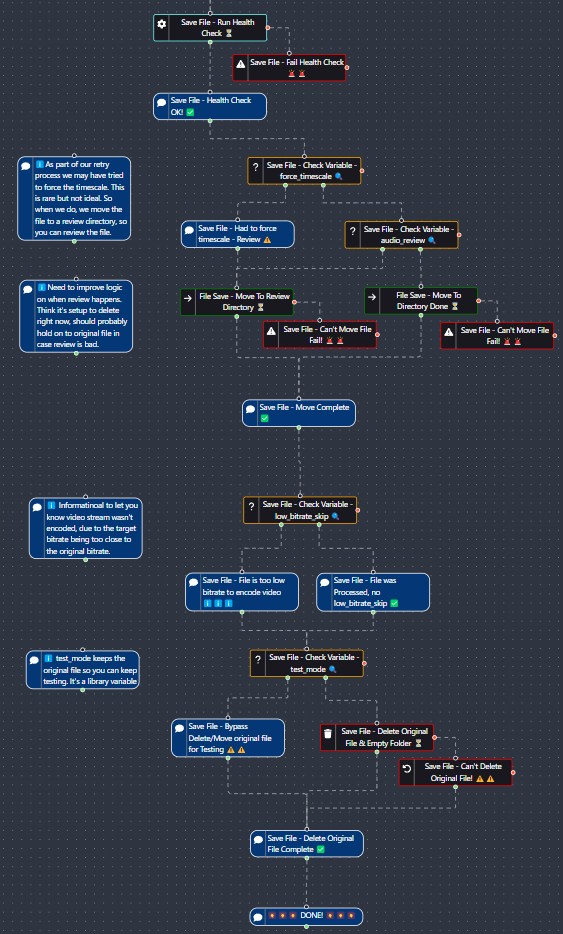 Save File - Run Health
Check ⏳
Save File - Fail Health Check
🚨 🚨
Save File - Health Check
OK! ✅
? Save File - Check Variable -
force_timescale 🔍
ℹ️ As part of our retry
process we may have tried
to force the timescale. This
is rare but not ideal. So
when we do, we move the
file to a review directory, so
you can review the file.
Save File - Had to force
timescale - Review ⚠️
? Save File - Check Variable -
audio_review 🔍
ℹ️ Need to improve logic
on when review happens.
Think it's setup to delete
right now, should probably
hold on to original file in
case review is bad.
File Save - Move To Review
Directory ⏳
File Save - Move To
Directory Done ⏳
Save File - Can't Move File
Fail! 🚨 🚨
Save File - Can't Move File
Fail! 🚨 🚨
Save File - Move Complete
✅
? Save File - Check Variable -
low_bitrate_skip 🔍
ℹ️ Informatinoal to let you
know video stream wasn't
encoded, due to the target
bitrate being too close to
the original bitrate.
Save File - File is too low
bitrate to encode video
ℹ️ ℹ️ ℹ️
Save File - File was
Processed, no
low_bitrate_skip ✅
? Save File - Check Variable -
test_mode 🔍
ℹ️ test_mode keeps the
original file so you can keep
testing. It's a library variable
Save File - Bypass
Delete/Move original file
for Testing ⚠️ ⚠️
Save File - Delete Original
File & Empty Folder ⏳
Save File - Can't Delete
Original File! ⚠️ ⚠️
Save File - Delete Original
File Complete ✅
💥 💥 💥 DONE! 💥 💥 💥